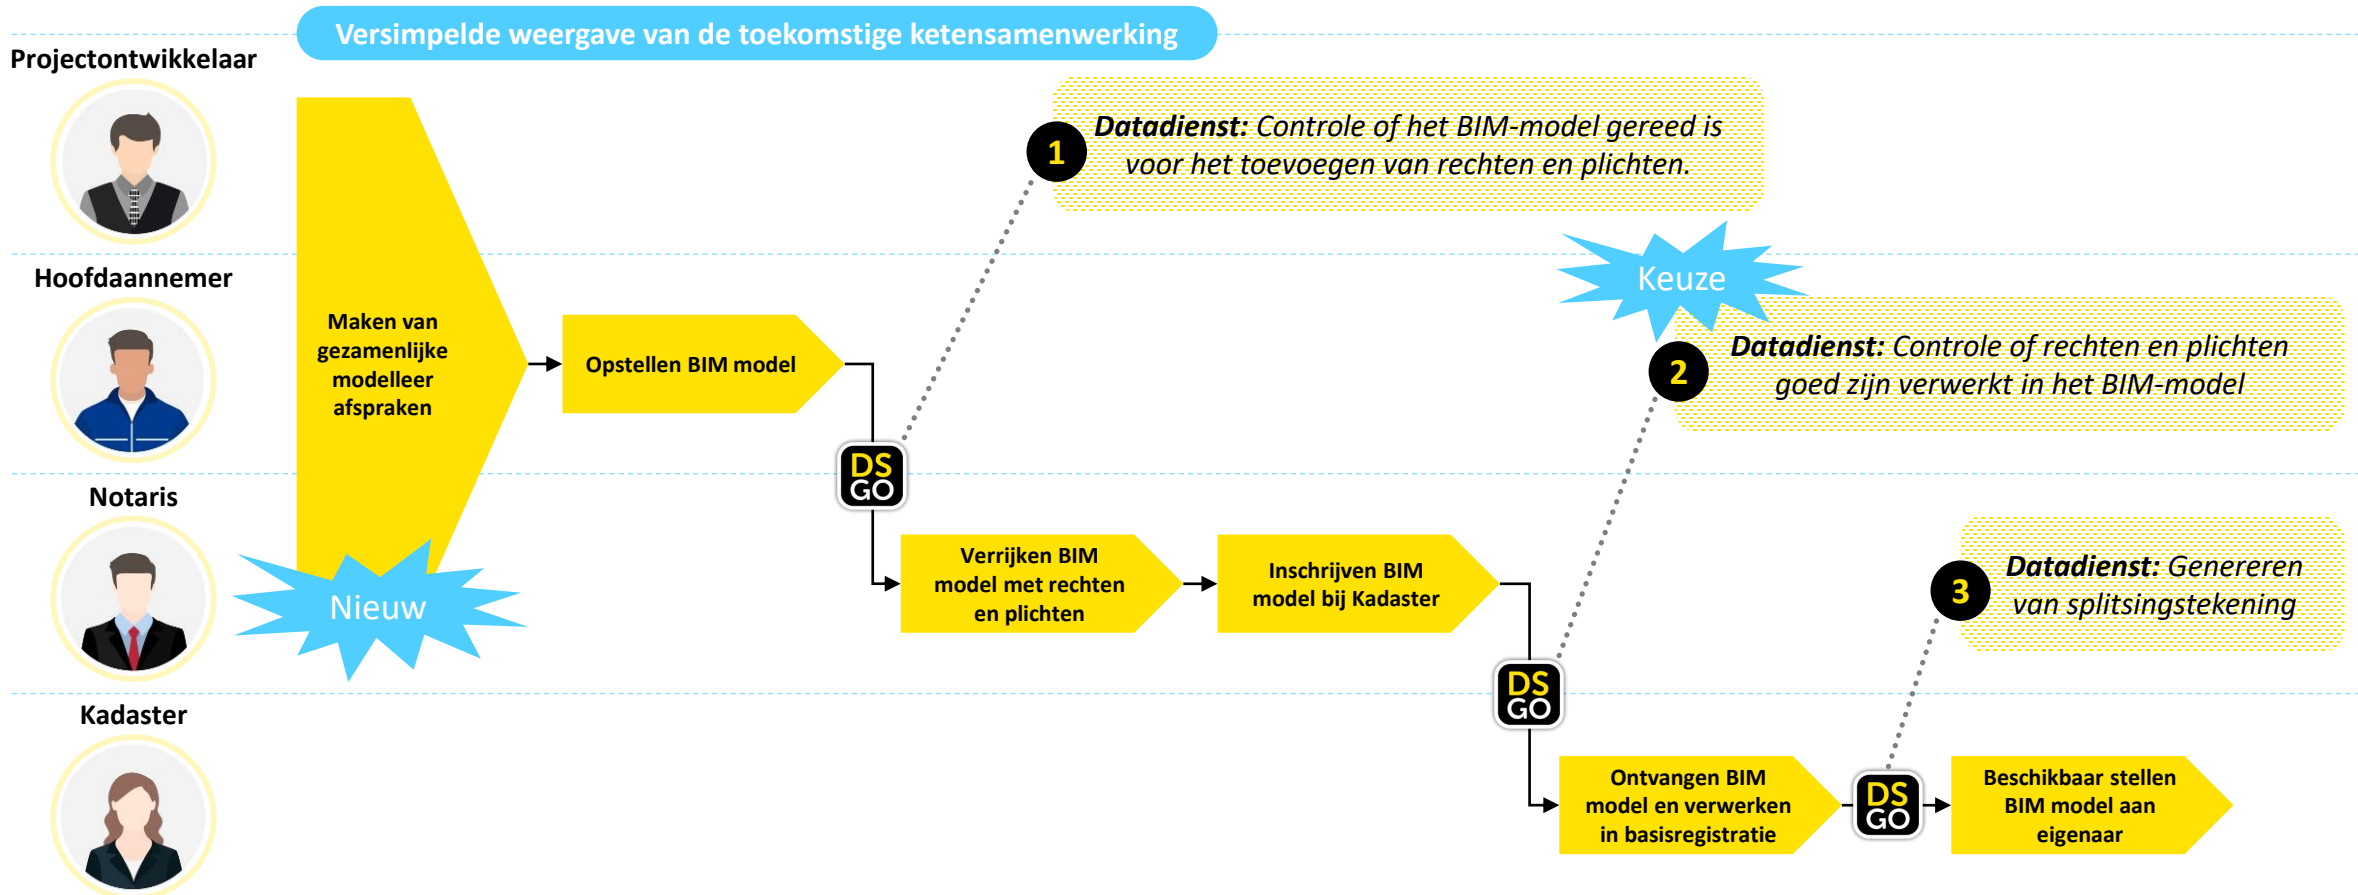 Versimpelde weergave van de toekomstige ketensamenwerking
Projectontwikkelaar
1
Datadienst: Controle of het BIM-model gereed is
voor het toevoegen van rechten en plichten.
Hoofdaannemer
Maken van
gezamenlijke
modelleer
afspraken
Opstellen BIM model
Keuze
2
Datadienst: Controle of rechten en plichten
goed zijn verwerkt in het BIM-model
DS
GO
Notaris
Nieuw
Verrijken BIM
model met rechten
en plichten
Inschrijven BIM
model bij Kadaster
3
Datadienst: Genereren
van splitsingstekening
DS
GO
Kadaster
Ontvangen BIM
model en verwerken
in basisregistratie
DS
GO
Beschikbaar stellen
BIM model aan
eigenaar